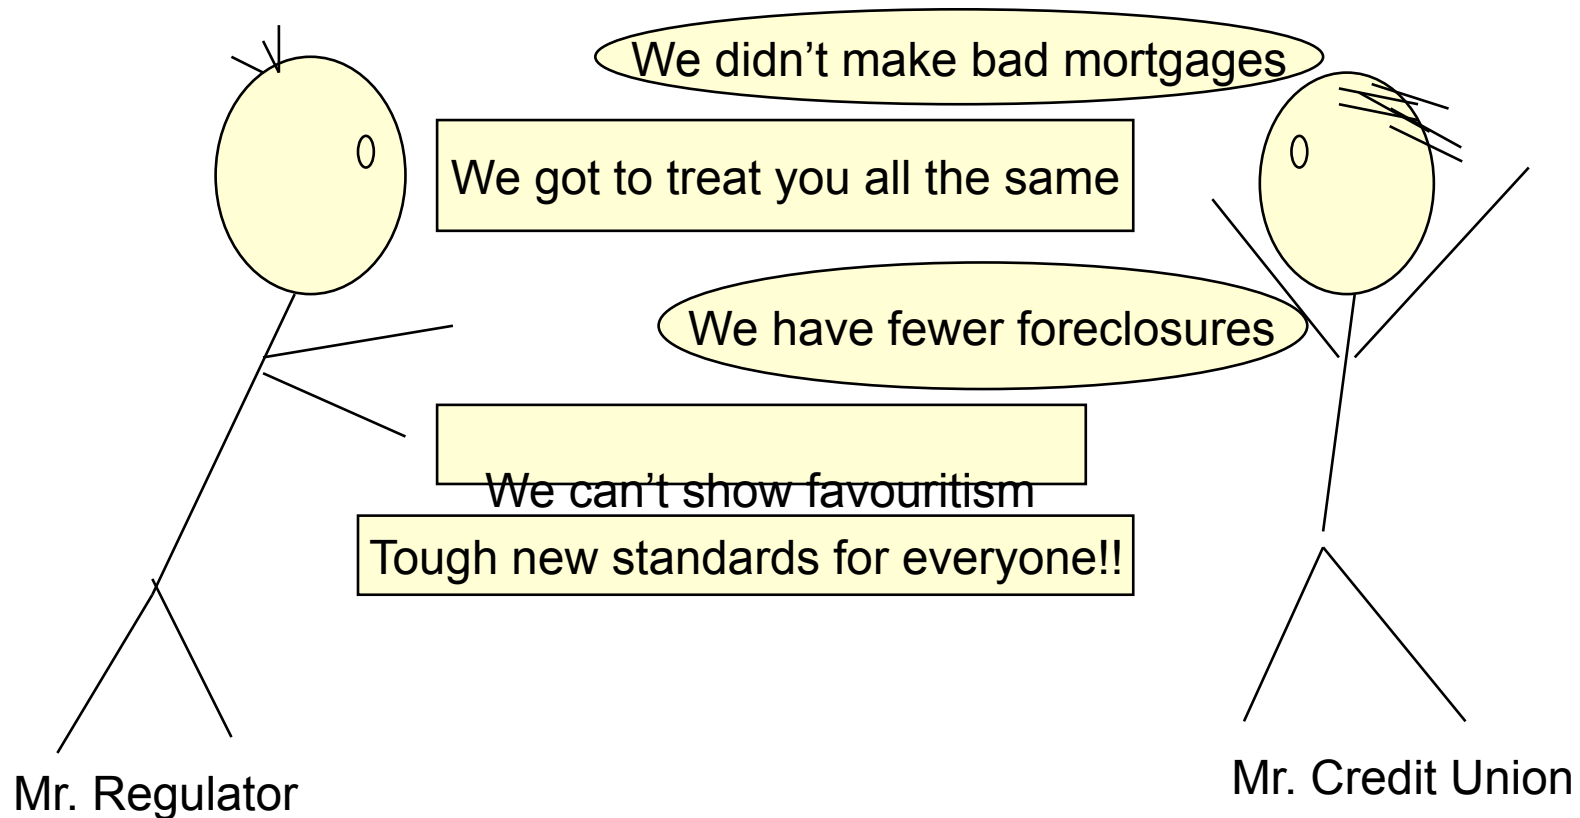 We didn’t make bad mortgages
We got to treat you all the same
We have fewer foreclosures
We can’t show favouritism
Tough new standards for everyone!!
Mr. Regulator
Mr. Credit Union